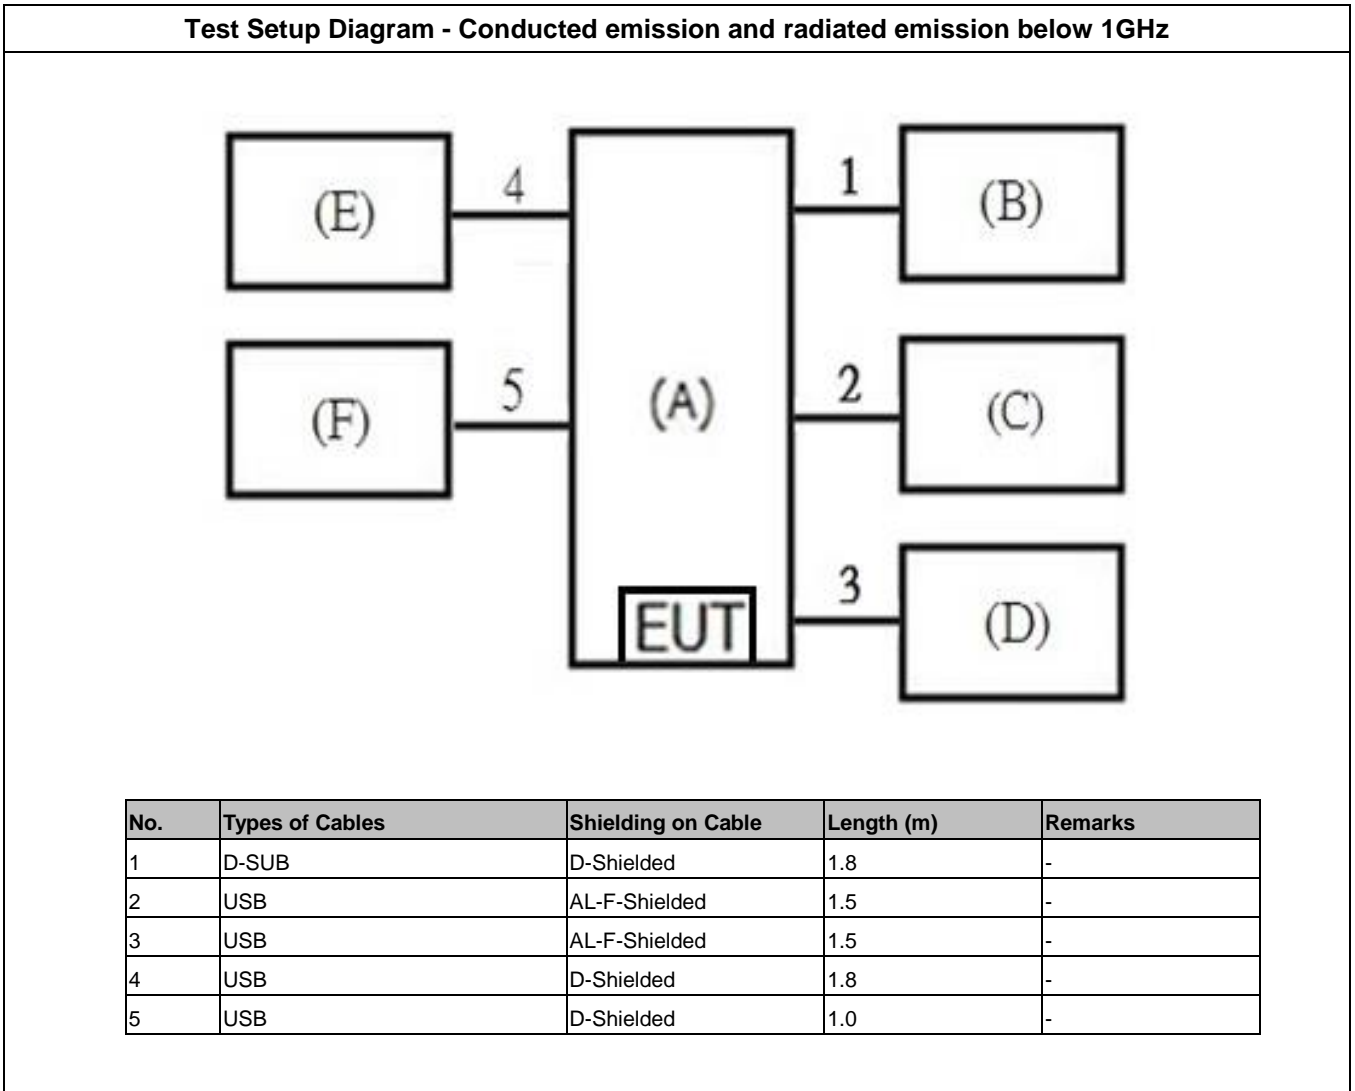 Test Setup Diagram - Conducted emission and radiated emission below 1GHz
(E) 4 1 (B)
(F) 5 (A) 2 (C)
3 (D)
EUT
No. Types of Cables Shielding on Cable Length (m) Remarks
1 D-SUB D-Shielded 1.8 -
2 USB AL-F-Shielded 1.5 -
3 USB AL-F-Shielded 1.5 -
4 USB D-Shielded 1.8 -
5 USB D-Shielded 1.0 -